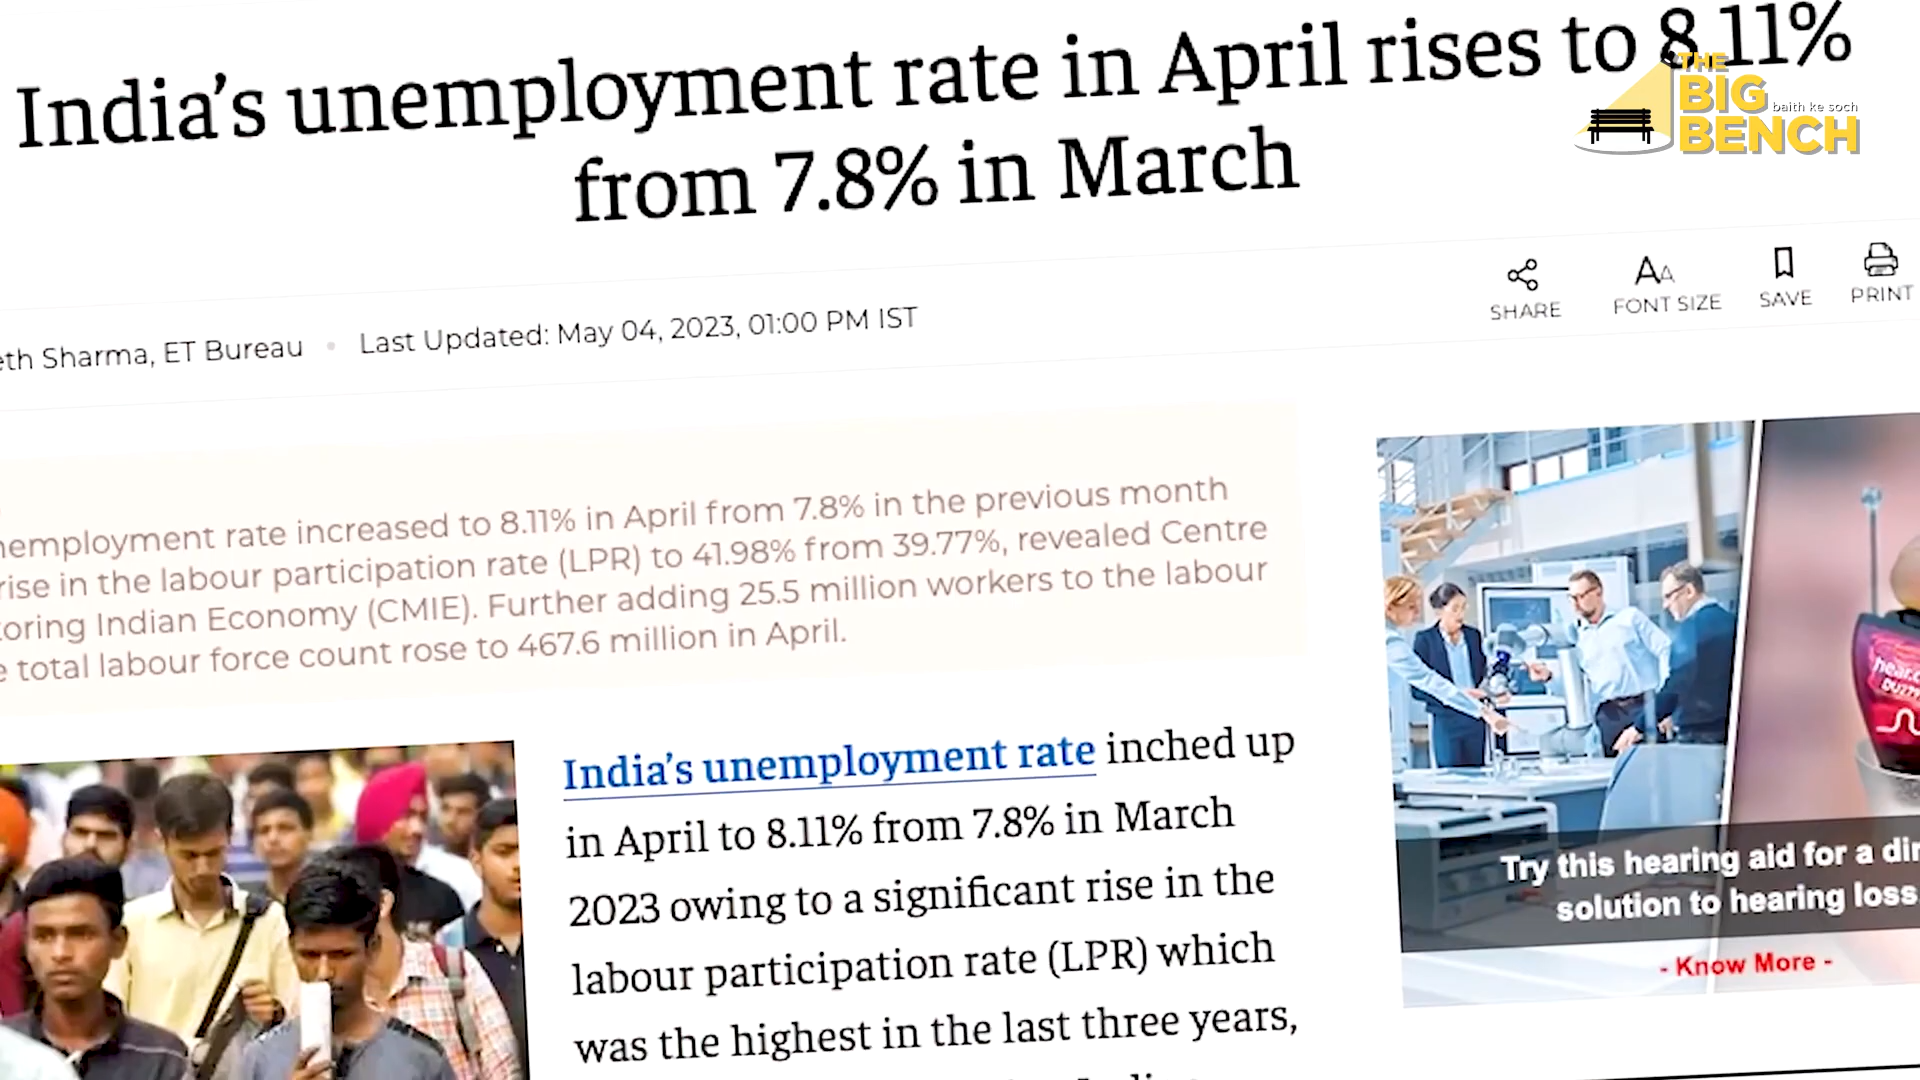 India's unemployment rate in April rises to 8.11%
from 7.8% in March
THE
BIG
baith ke soch
BENCH
SHARE
FONT SIZE
SAVE
PRINT
Sharma, ET Bureau • Last Updated: May 04, 2023, 01:00 PM IST
rate increased to 8.11% in April from 7.8% in the previous month
rise in the labour participation rate (LPR) to 41.98% from 39.77%, revealed Centre
Indian Economy (CMIE). Further adding 25.5 million workers to the labour
total labour force count rose to 467.6 million in April.
India's unemployment rate inched up
in April to 8.11% from 7.8% in March
2023 owing to a significant rise in the
labour participation rate (LPR) which
was the highest in the last three years,
Try this hearing aid for a
solution to hearing loss
- Know More -